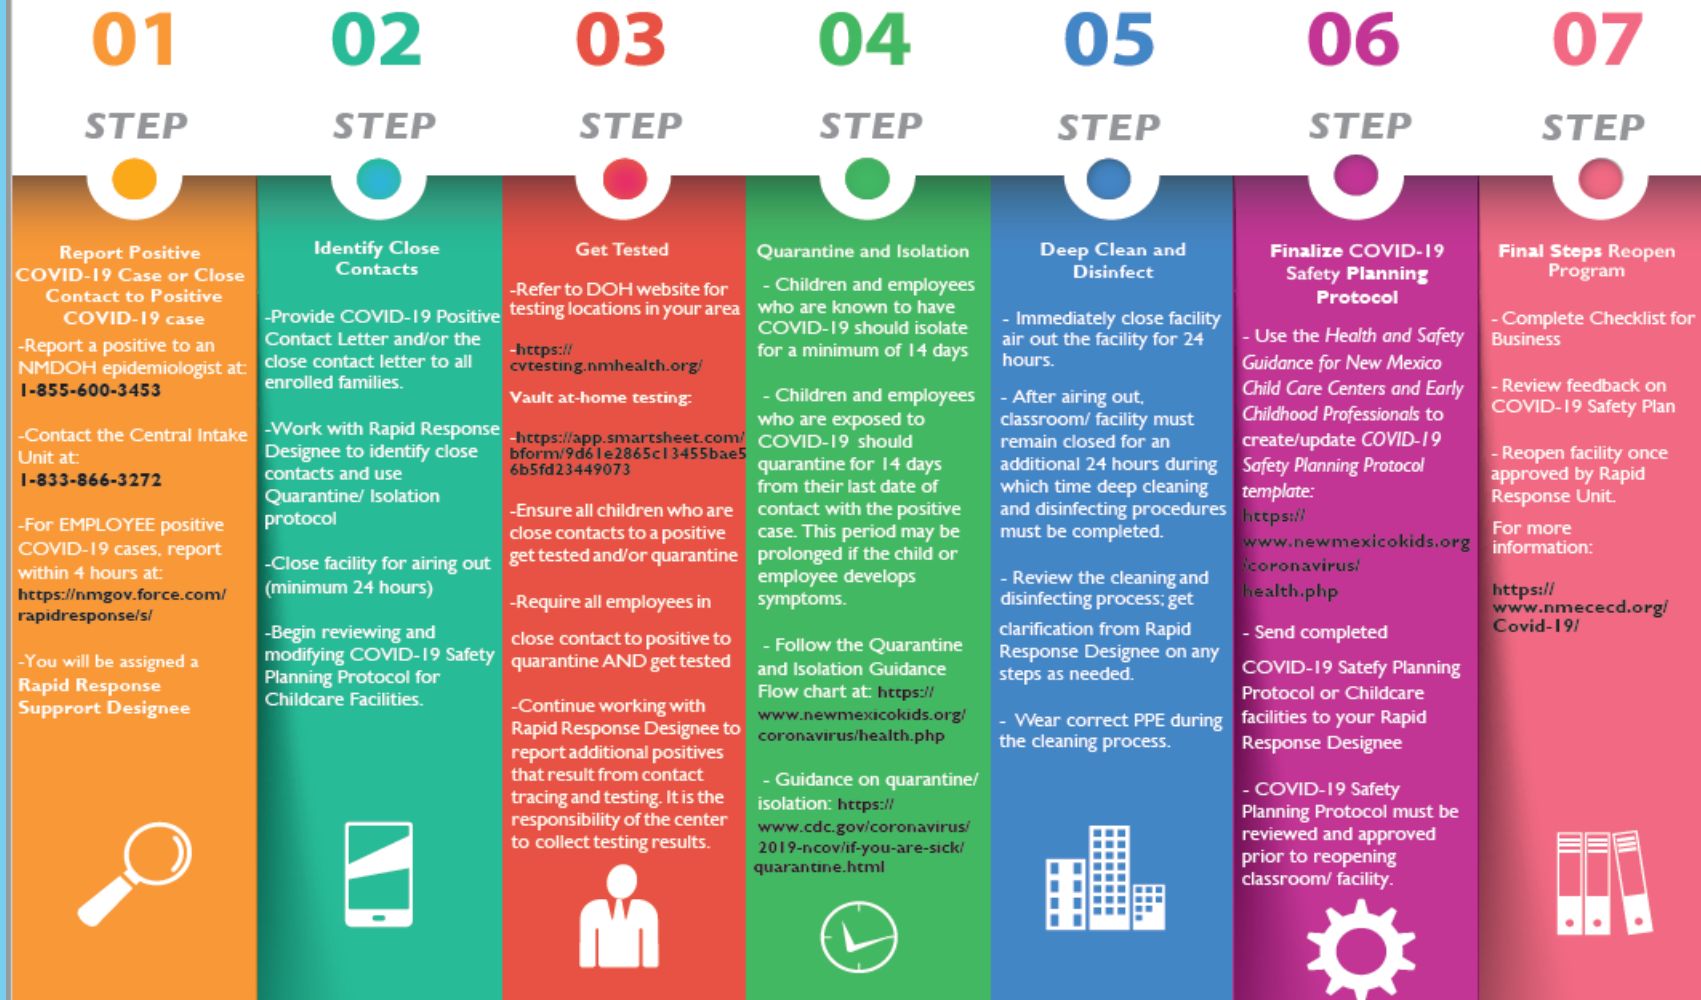 01
STEP
Report Positive
COVID-19 Case or Close
Contact to Positive
COVID-19 case
-Report a positive to an
NMDOH epidemiologist at:
1-855-600-3453
-Contact the Central Intake
Unit at:
1-833-866-3272
-For EMPLOYEE positive
COVID-19 cases, report
within 4 hours at:
https://nmgov.force.com/
rapidresponse/s/
-You will be assigned a
Rapid Response
Supprort Designee
02
STEP
Identify Close
Contacts
-Provide COVID-19 Positive
Contact Letter and/or the
close contact letter to all
enrolled families.
-Work with Rapid Response
Designee to identify close
contacts and use
Quarantine/ Isolation
protocol
-Close facility for airing out
(minimum 24 hours)
-Begin reviewing and
modifying COVID-19 Safety
Planning Protocol for
Childcare Facilities.
03
STEP
Get Tested
-Refer to DOH website for
testing locations in your area
-https://
cvtesting.nmhealth.org/
Vault at-home testing:
-https://app.smartsheet.com/
bform/9d61e2865c13455bae5
6b5fd23449073
-Ensure all children who are
close contacts to a positive
get tested and/or quarantine
-Require all employees in
close contact to positive to
quarantine AND get tested
-Continue working with
Rapid Response Designee to
report additional positives
that result from contact
tracing and testing. It is the
responsibility of the center
to collect testing results.
04
STEP
Quarantine and Isolation
- Children and employees
who are known to have
COVID-19 should isolate
for a minimum of 14 days
- Children and employees
who are exposed to
COVID-19 should
quarantine for 14 days
from their last date of
contact with the positive
case. This period may be
prolonged if the child or
employee develops
symptoms.
- Follow the Quarantine
and Isolation Guidance
Flow chart at: https://
www.newmexicokids.org/
coronavirus/health.php
- Guidance on quarantine/
isolation: https://
www.cdc.gov/coronavirus/
2019-ncov/if-you-are-sick/
quarantine.html
05
STEP
Deep Clean and
Disinfect
- Immediately close facility
air out the facility for 24
hours.
- After airing out,
classroom/ facility must
remain closed for an
additional 24 hours during
which time deep cleaning
and disinfecting procedures
must be completed.
- Review the cleaning and
disinfecting process; get
clarification from Rapid
Response Designee on any
steps as needed.
- Wear correct PPE during
the cleaning process.
06
STEP
Finalize COVID-19
Safety Planning
Protocol
- Use the Health and Safety
Guidance for New Mexico
Child Care Centers and Early
Childhood Professionals to
create/update COVID-19
Safety Planning Protocol
template:
https://
www.newmexicokids.org
/coronavirus/
health.php
- Send completed
COVID-19 Satefy Planning
Protocol or Childcare
facilities to your Rapid
Response Designee
- COVID-19 Safety
Planning Protocol must be
reviewed and approved
prior to reopening
classroom/ facility.
07
STEP
Final Steps Reopen
Program
- Complete Checklist for
Business
- Review feedback on
COVID-19 Safety Plan
- Reopen facility once
approved by Rapid
Response Unit.
For more
information:
https://
www.nmececd.org/
Covid-19/